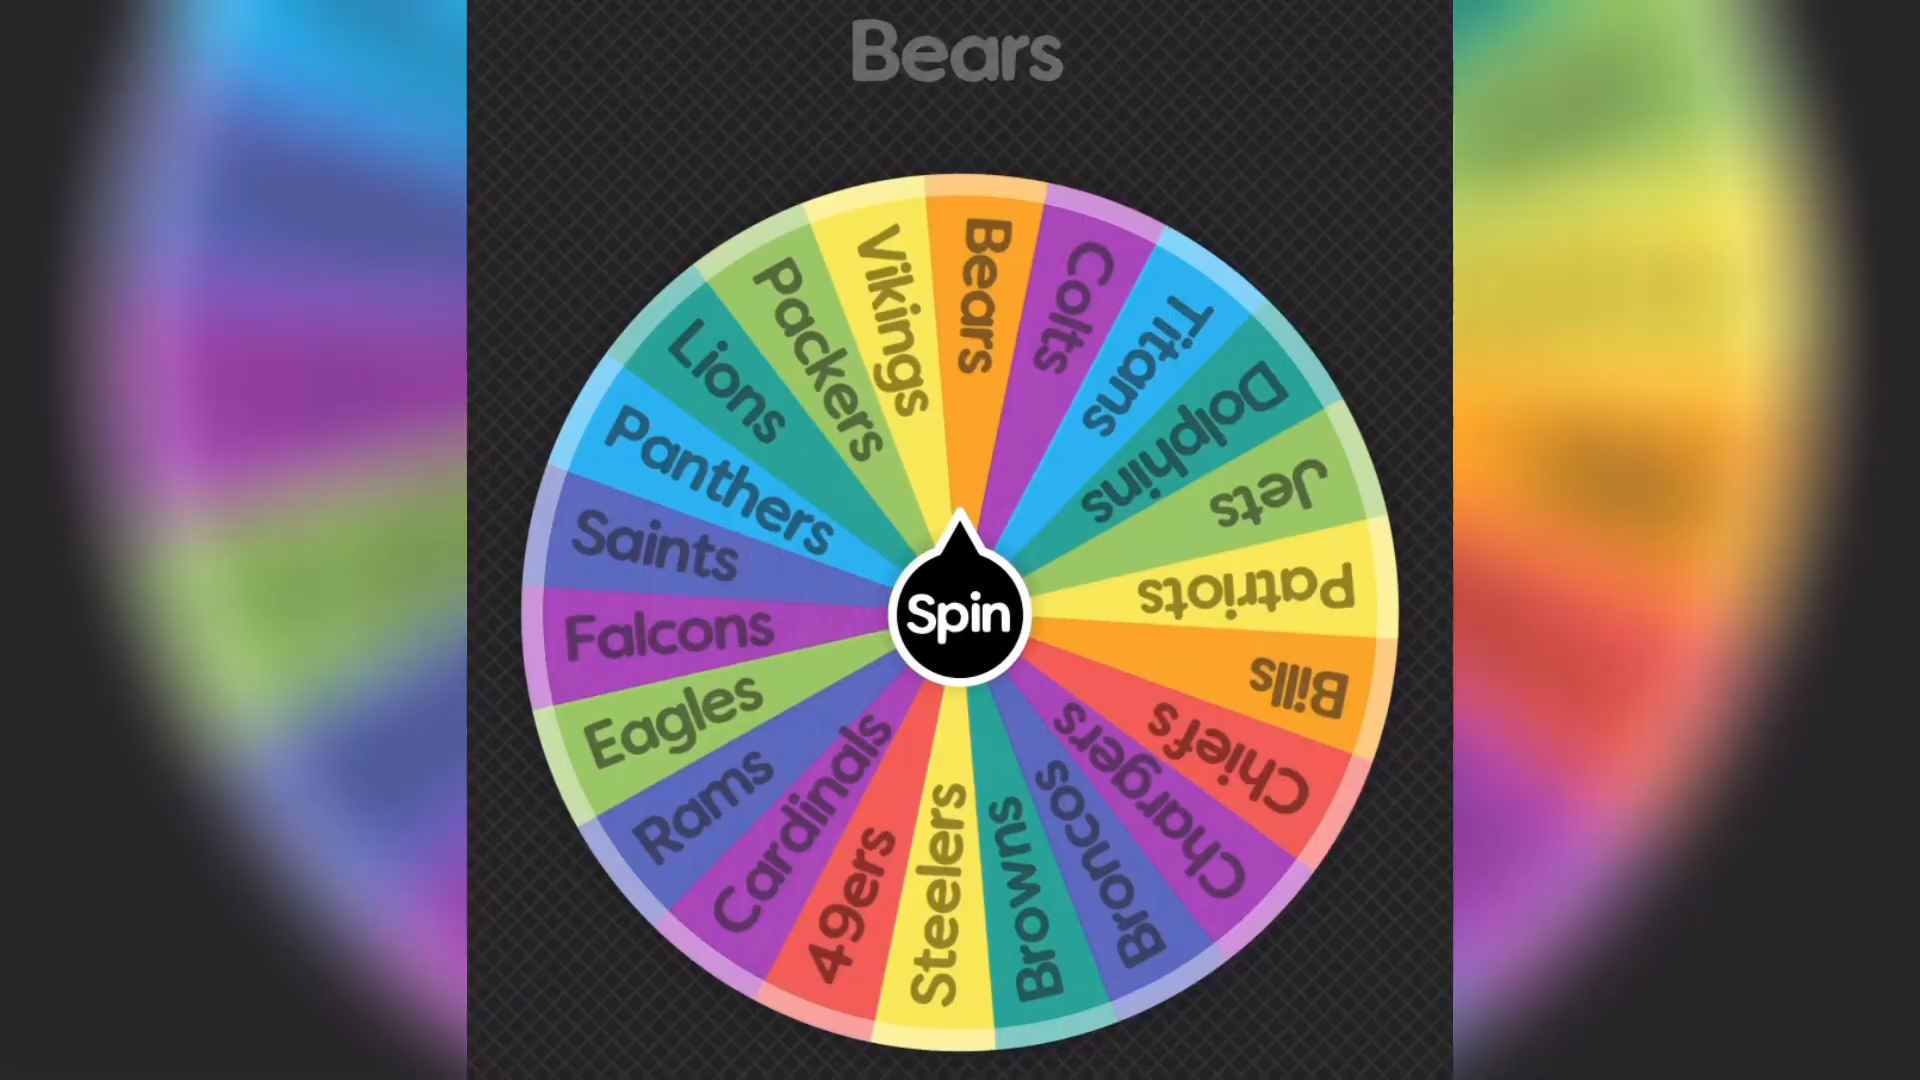 Bears
Bears
Colts
Titans
Dolphins
Jets
Patriots
Bills
Chiefs
Chargers
Broncos
Browns
Steelers
49ers
Cardinals
Rams
Eagles
Falcons
Saints
Panthers
Lions
Packers
Vikings
Spin